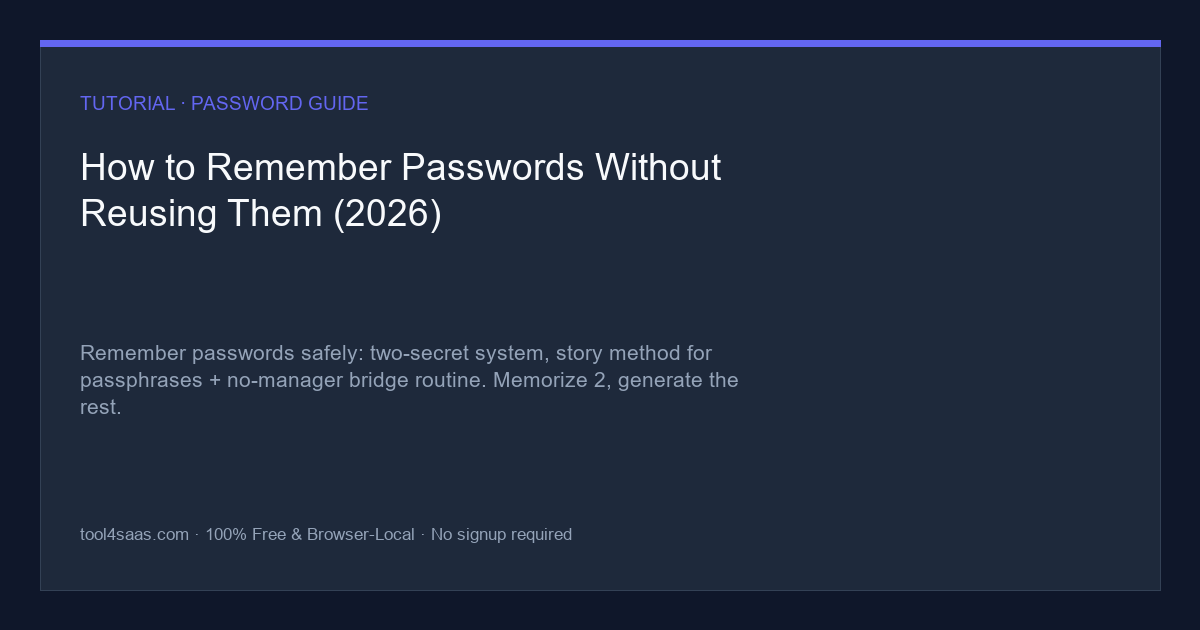 TUTORIAL · PASSWORD GUIDE
How to Remember Passwords Without
Reusing Them (2026)
Remember passwords safely: two-secret system, story method for
passphrases + no-manager bridge routine. Memorize 2, generate the
rest.
tool4saas.com · 100% Free & Browser-Local · No signup required